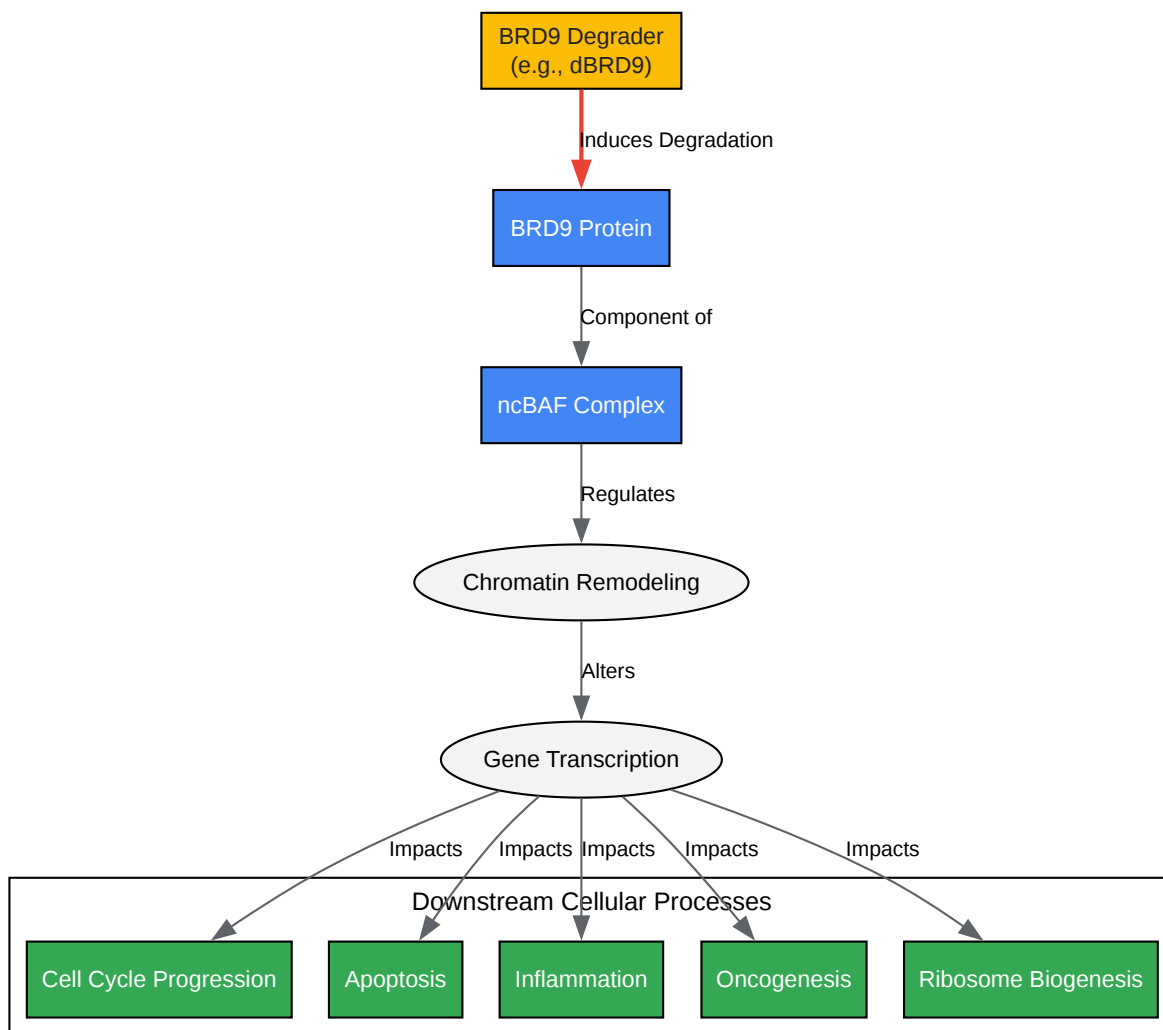 BRD9 Degrader
(e.g., dBRD9)
Induces Degradation
BRD9 Protein
Component of
ncBAF Complex
Regulates
Chromatin Remodeling
Alters
Gene Transcription
Impacts Impacts Impacts Impacts Impacts
Downstream Cellular Processes
Cell Cycle Progression Apoptosis Inflammation Oncogenesis Ribosome Biogenesis